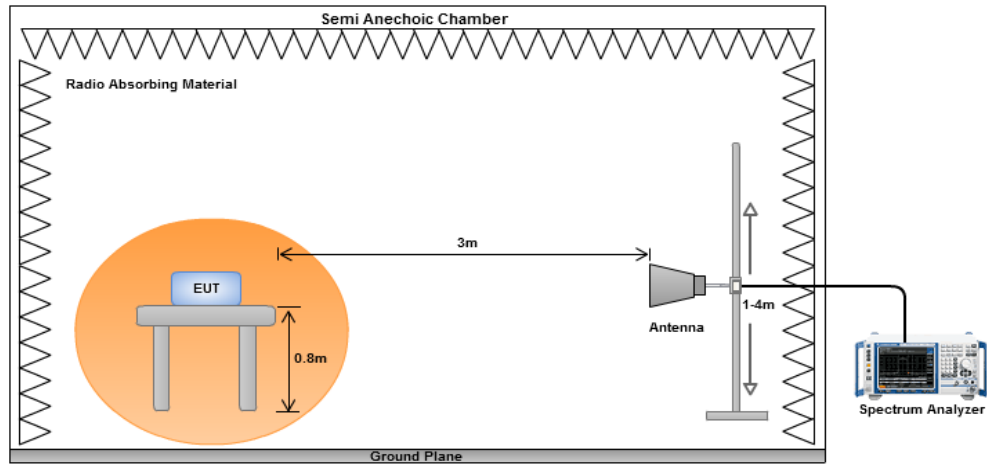 Semi Anechoic Chamber
Radio Absorbing Material
3m
EUT
Antenna
1-4m
0.8m
Spectrum Analyzer
Ground Plane